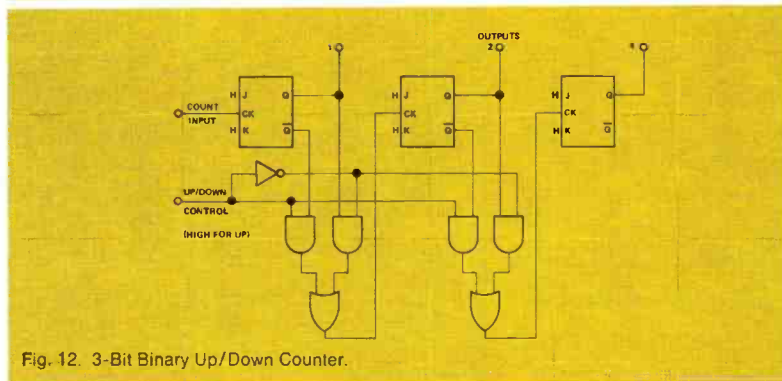 OUTPUTS
1
2
4
H J Q
H J Q
H J Q
COUNT
INPUT
CK
CK
CK
H K Q̅
H K Q̅
H K Q̅
UP/DOWN
CONTROL
(HIGH FOR UP)
Fig. 12. 3-Bit Binary Up/Down Counter.